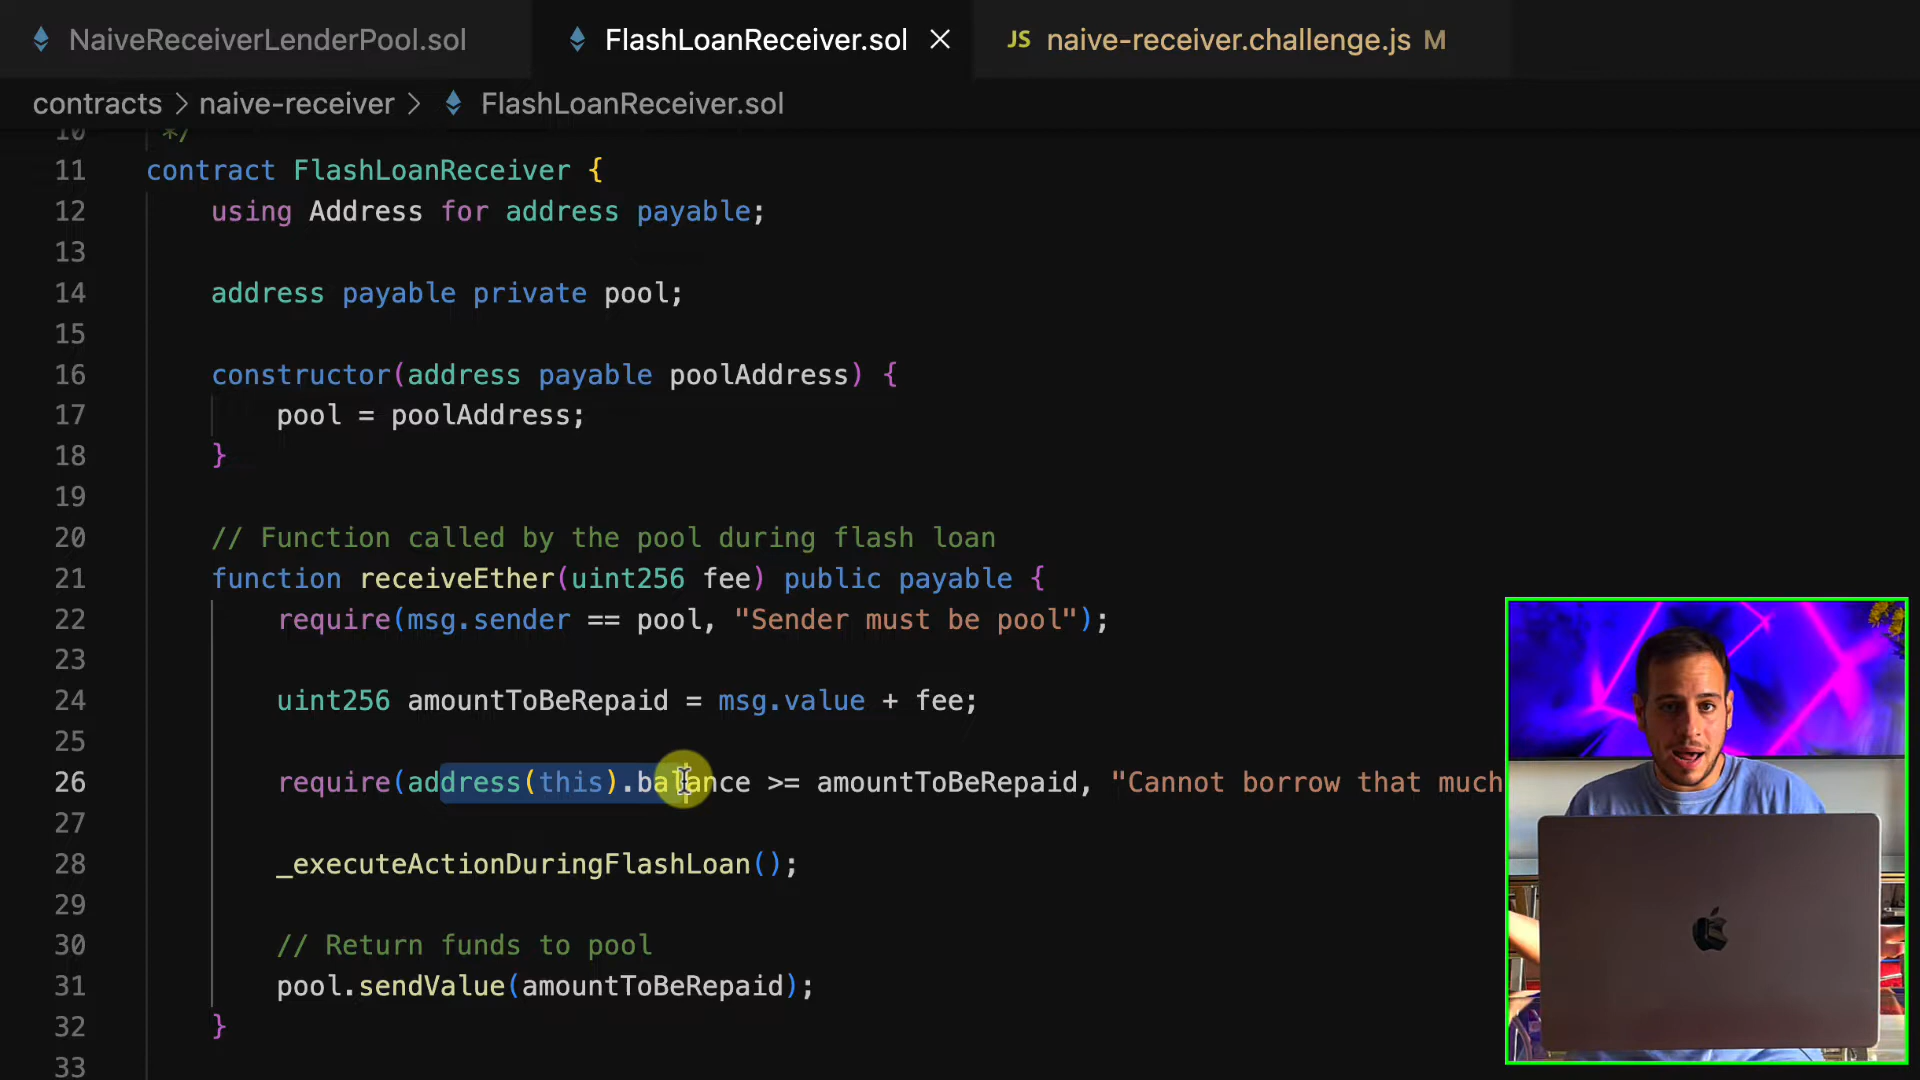 NaiveReceiverLenderPool.sol FlashLoanReceiver.sol JS naive-receiver.challenge.js M
contracts > naive-receiver > FlashLoanReceiver.sol
10 */
11 contract FlashLoanReceiver {
12 using Address for address payable;
13
14 address payable private pool;
15
16 constructor(address payable poolAddress) {
17 pool = poolAddress;
18 }
19
20 // Function called by the pool during flash loan
21 function receiveEther(uint256 fee) public payable {
22 require(msg.sender == pool, "Sender must be pool");
23
24 uint256 amountToBeRepaid = msg.value + fee;
25
26 require(address(this).balance >= amountToBeRepaid, "Cannot borrow that much
27
28 _executeActionDuringFlashLoan();
29
30 // Return funds to pool
31 pool.sendValue(amountToBeRepaid);
32 }
33